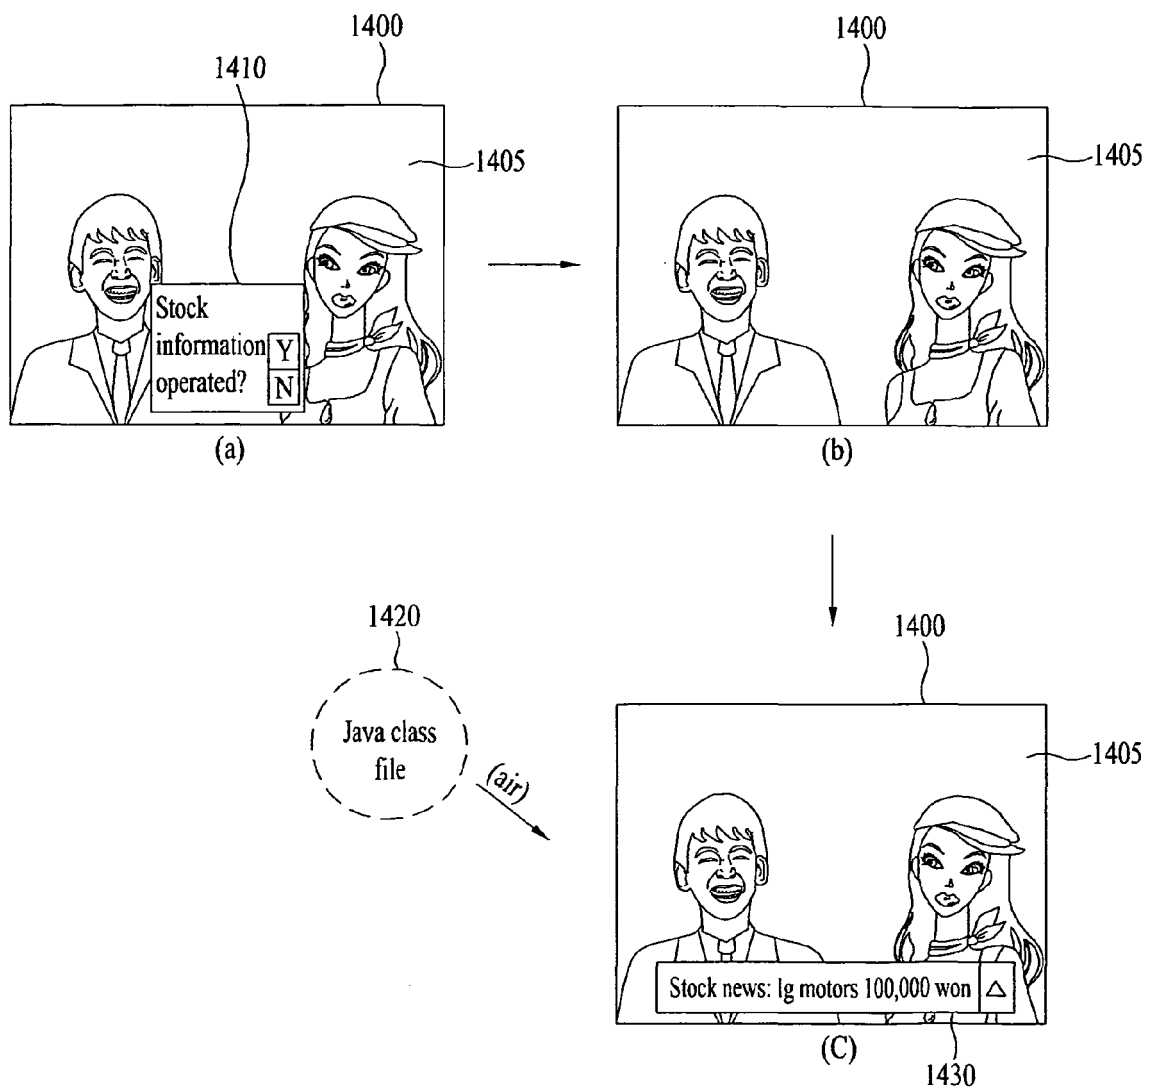 1400
1410
1405
Stock
information
operated?
Y
N
(a)
1400
1405
(b)
1420
Java class
file
(air)
1400
1405
Stock news: lg motors 100,000 won
△
(C)
1430